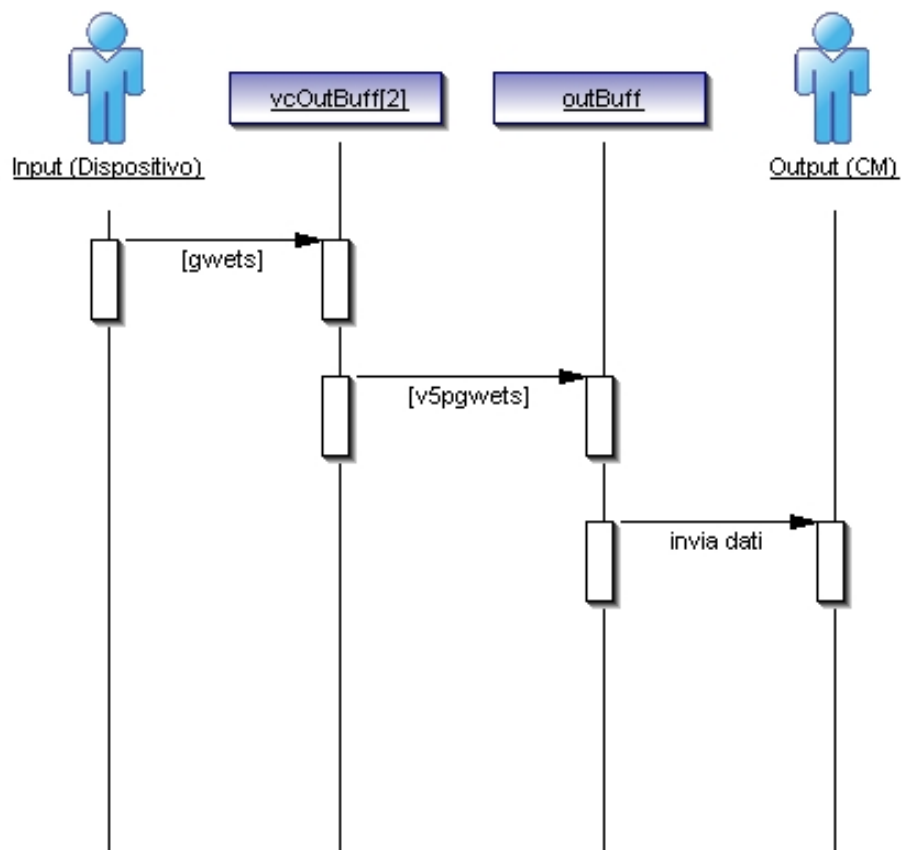 Input (Dispositivo)
vcOutBuff[2]
outBuff
Output (CM)
[gwets]
[v5pgwets]
invia dati